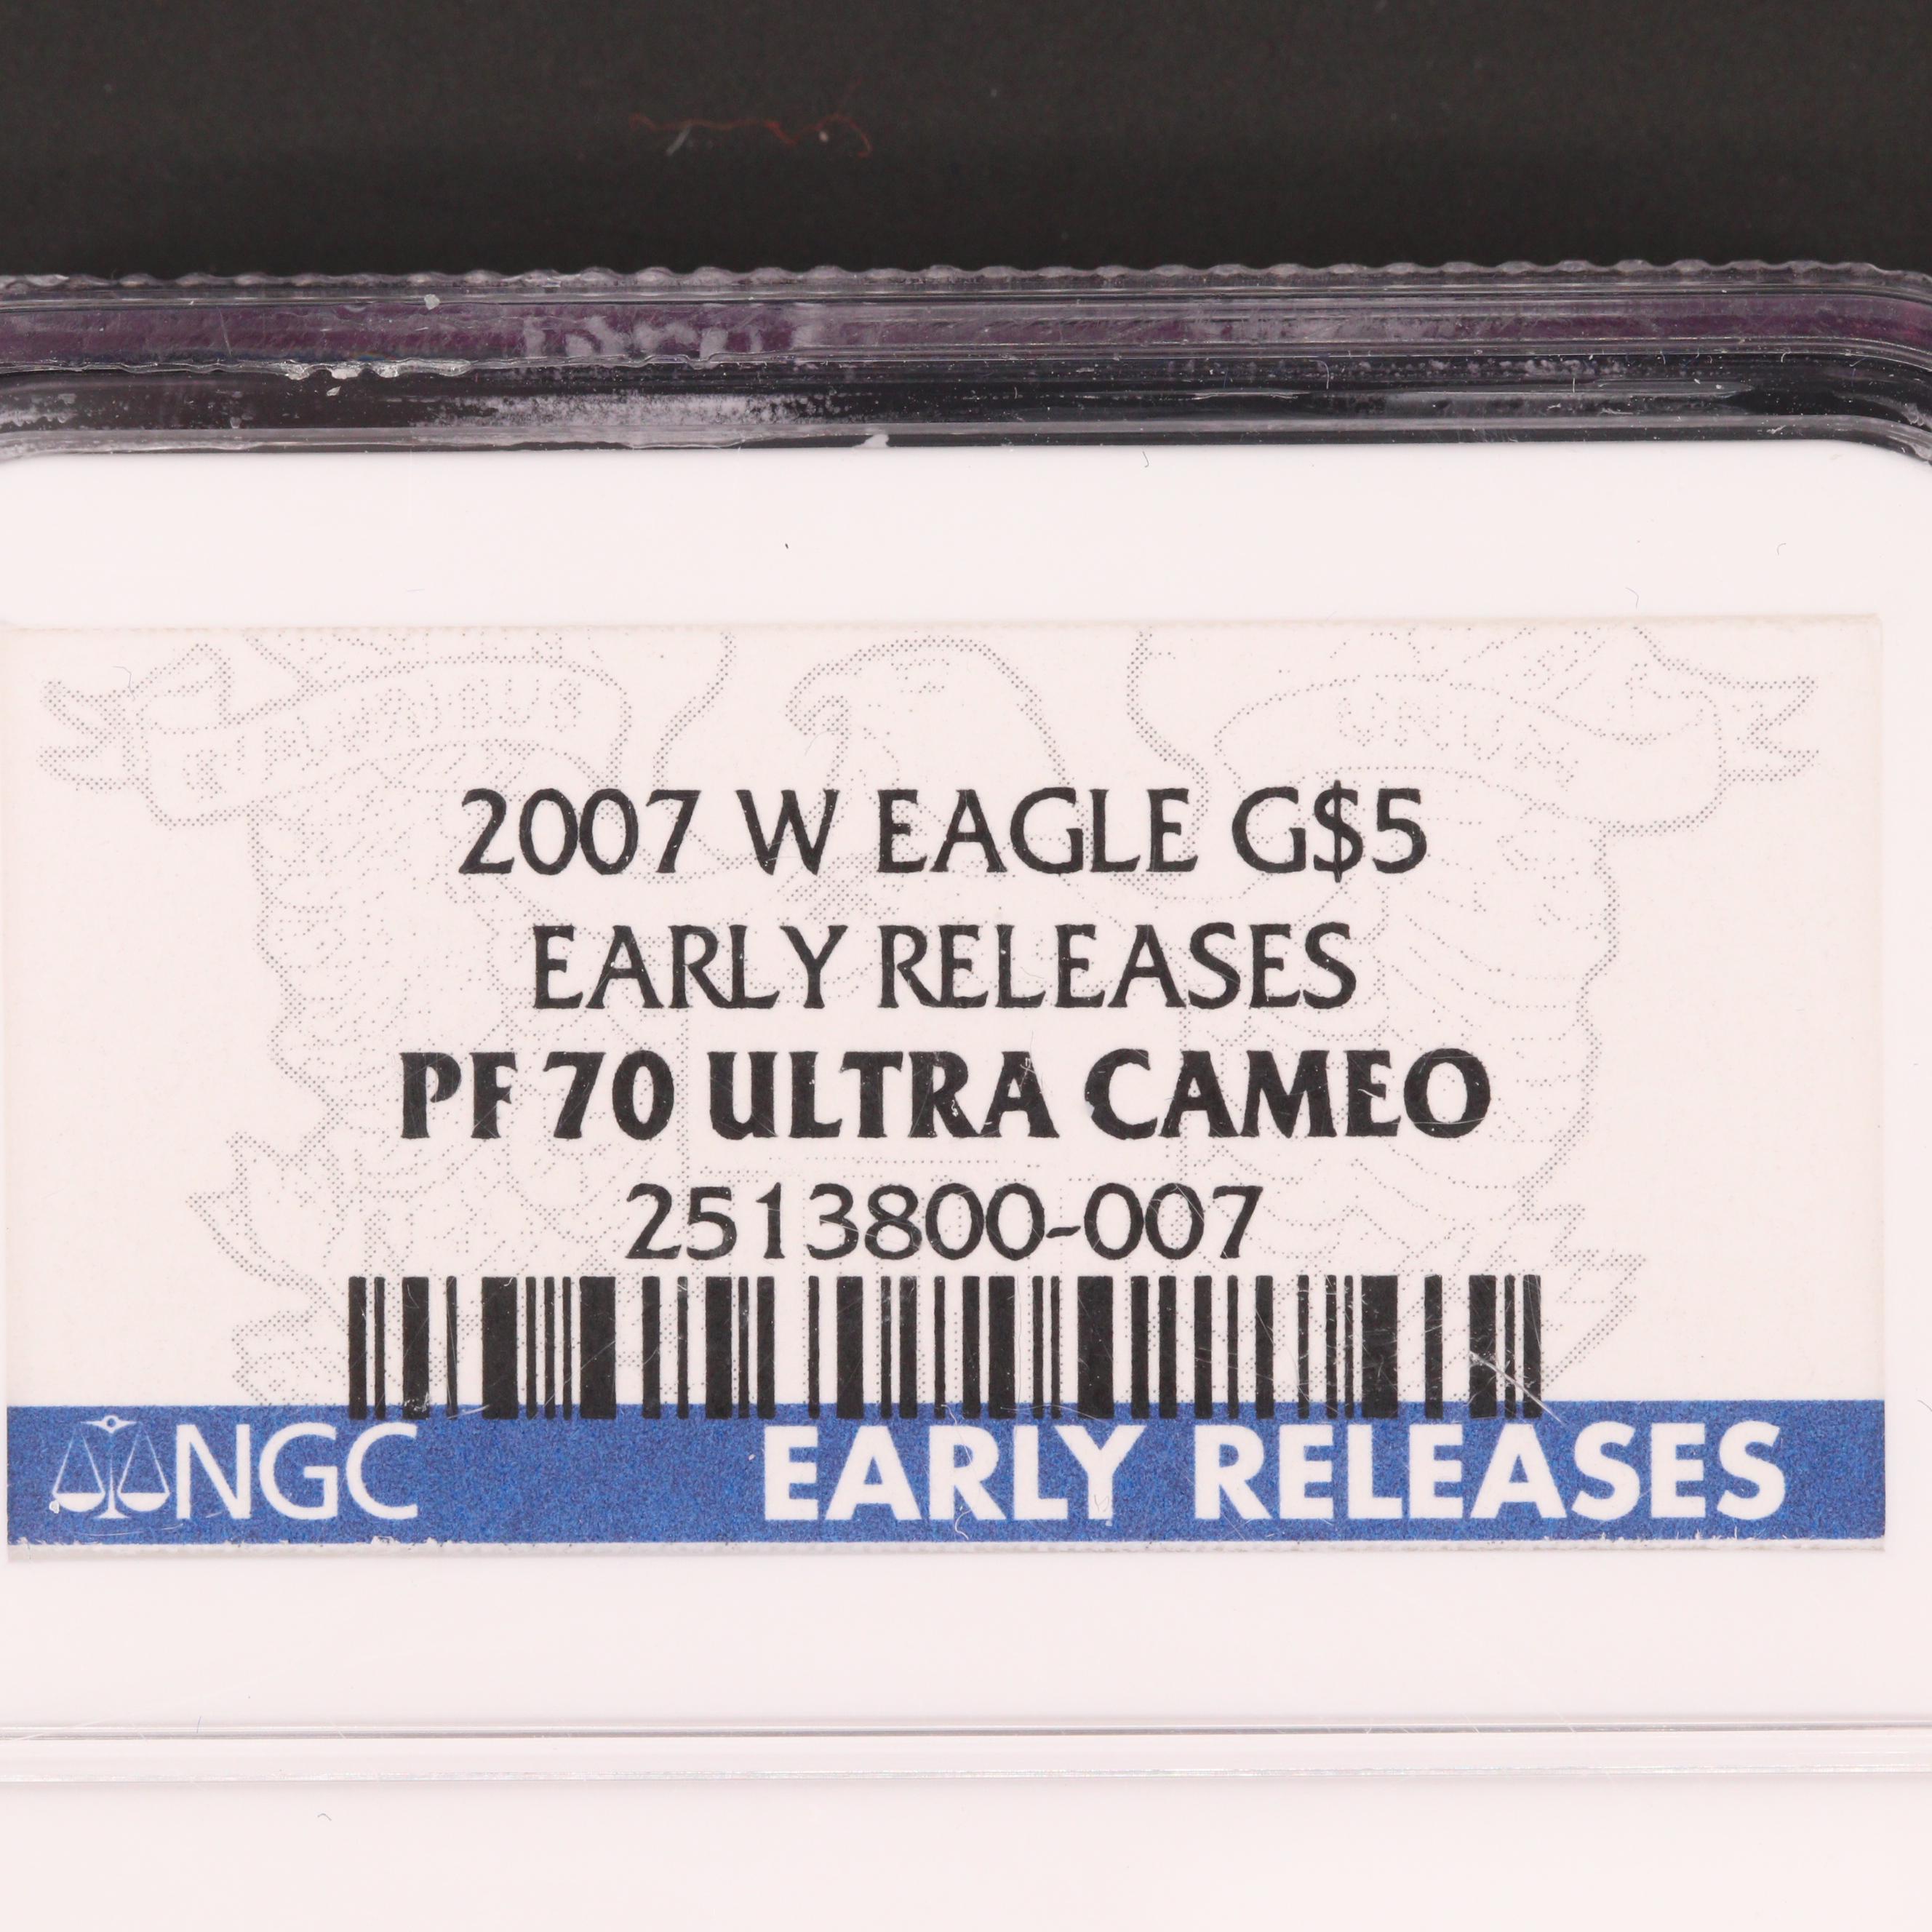 2007 W EAGLE G$5
EARLY RELEASES
PF 70 ULTRA CAMEO
2513800-007
NGC EARLY RELEASES